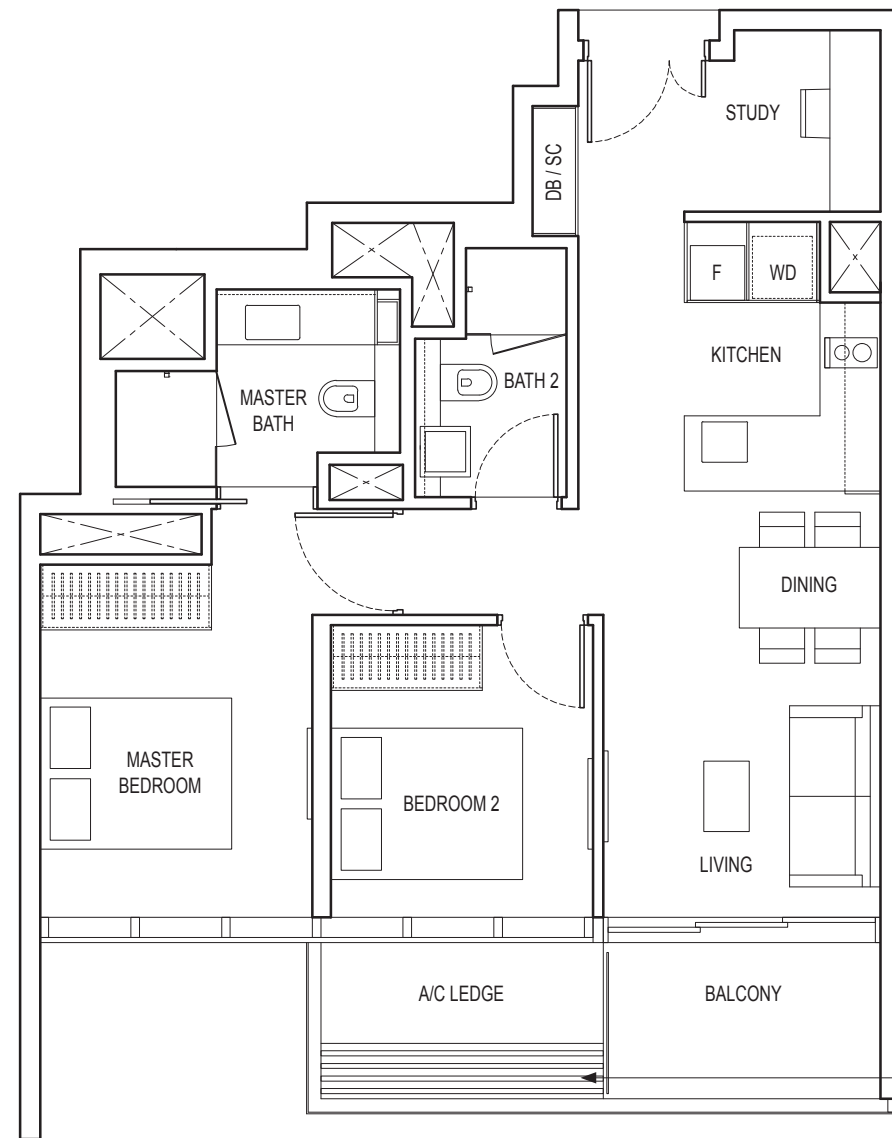 STUDY
DB / SC
F
WD
KITCHEN
MASTER
BATH
BATH 2
DINING
MASTER
BEDROOM
BEDROOM 2
LIVING
A/C LEDGE
BALCONY